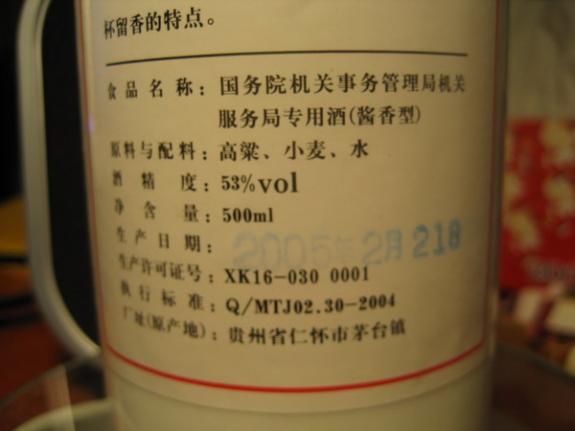 杯留香的特点。
食品名称：国务院机关事务管理局机关
服务局专用酒(酱香型)
原料与配料：高粱、小麦、水
酒精度：53%vol
净含量：500ml
生产日期：2005年2月218
生产许可证号：XK16-030 0001
执行标准：Q/MTJ02.30-2004
厂址(原产地)：贵州省仁怀市茅台镇